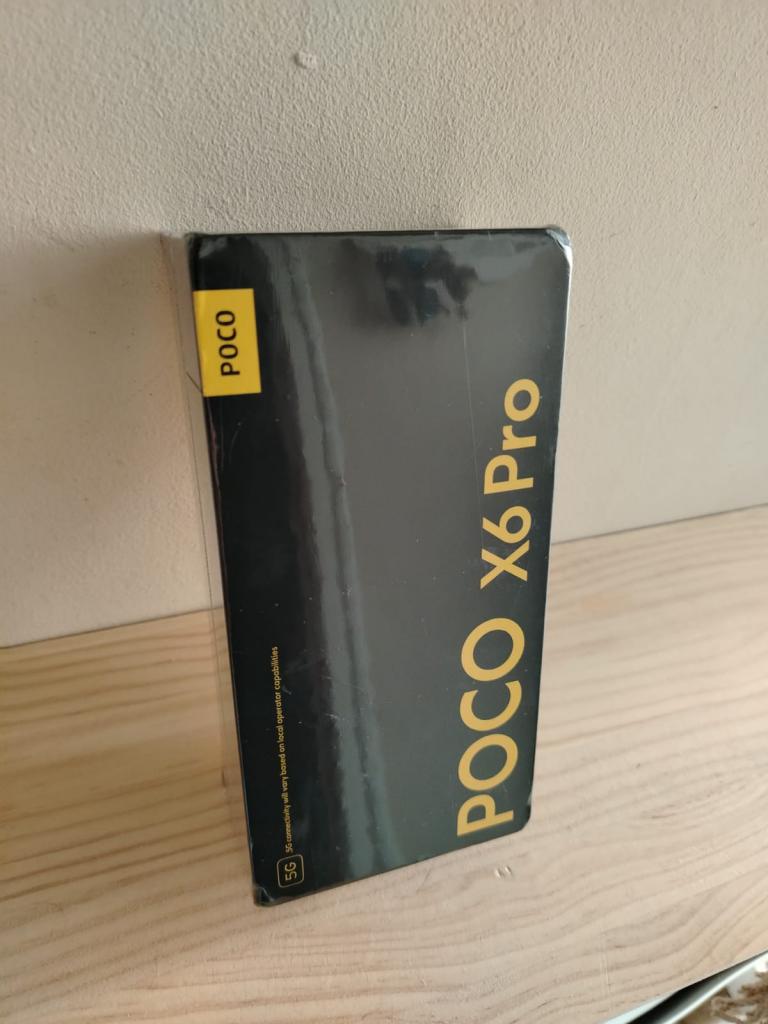 POCO
POCO X6 Pro
5G 5G connectivity will vary based on local operator capabilities